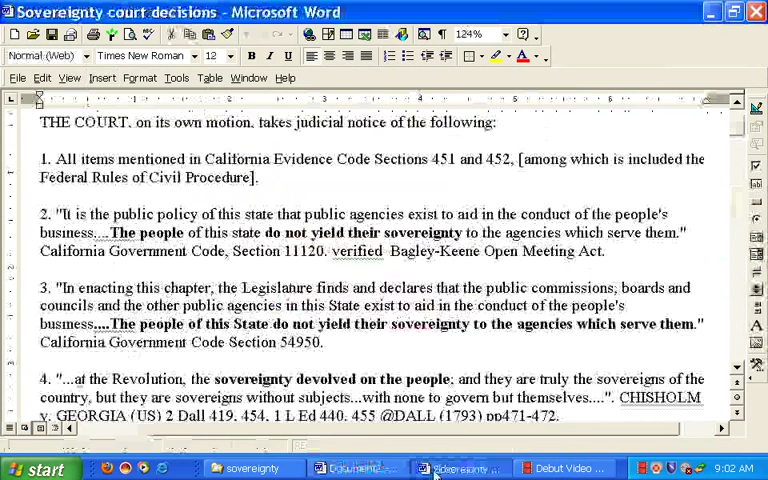 Sovereignty court decisions - Microsoft Word
124%
Normal (Web) Times New Roman 12 B I U
File Edit View Insert Format Tools Table Window Help
1 2 3 4 5 6
THE COURT, on its own motion, takes judicial notice of the following:
1. All items mentioned in California Evidence Code Sections 451 and 452, [among which is included the
Federal Rules of Civil Procedure].
2. "It is the public policy of this state that public agencies exist to aid in the conduct of the people's
business....The people of this state do not yield their sovereignty to the agencies which serve them."
California Government Code, Section 11120. verified Bagley-Keene Open Meeting Act.
3. "In enacting this chapter, the Legislature finds and declares that the public commissions, boards and
councils and the other public agencies in this State exist to aid in the conduct of the people's
business....The people of this State do not yield their sovereignty to the agencies which serve them."
California Government Code Section 54950.
4. "...at the Revolution, the sovereignty devolved on the people; and they are truly the sovereigns of the
country, but they are sovereigns without subjects...with none to govern but themselves....". CHISHOLM
v. GEORGIA (US) 2 Dall 419, 454, 1 L Ed 440, 455 @DALL (1793) pp471-472.
start sovereignty Document... Sovereignty ... Debut Video ... 9:02 AM